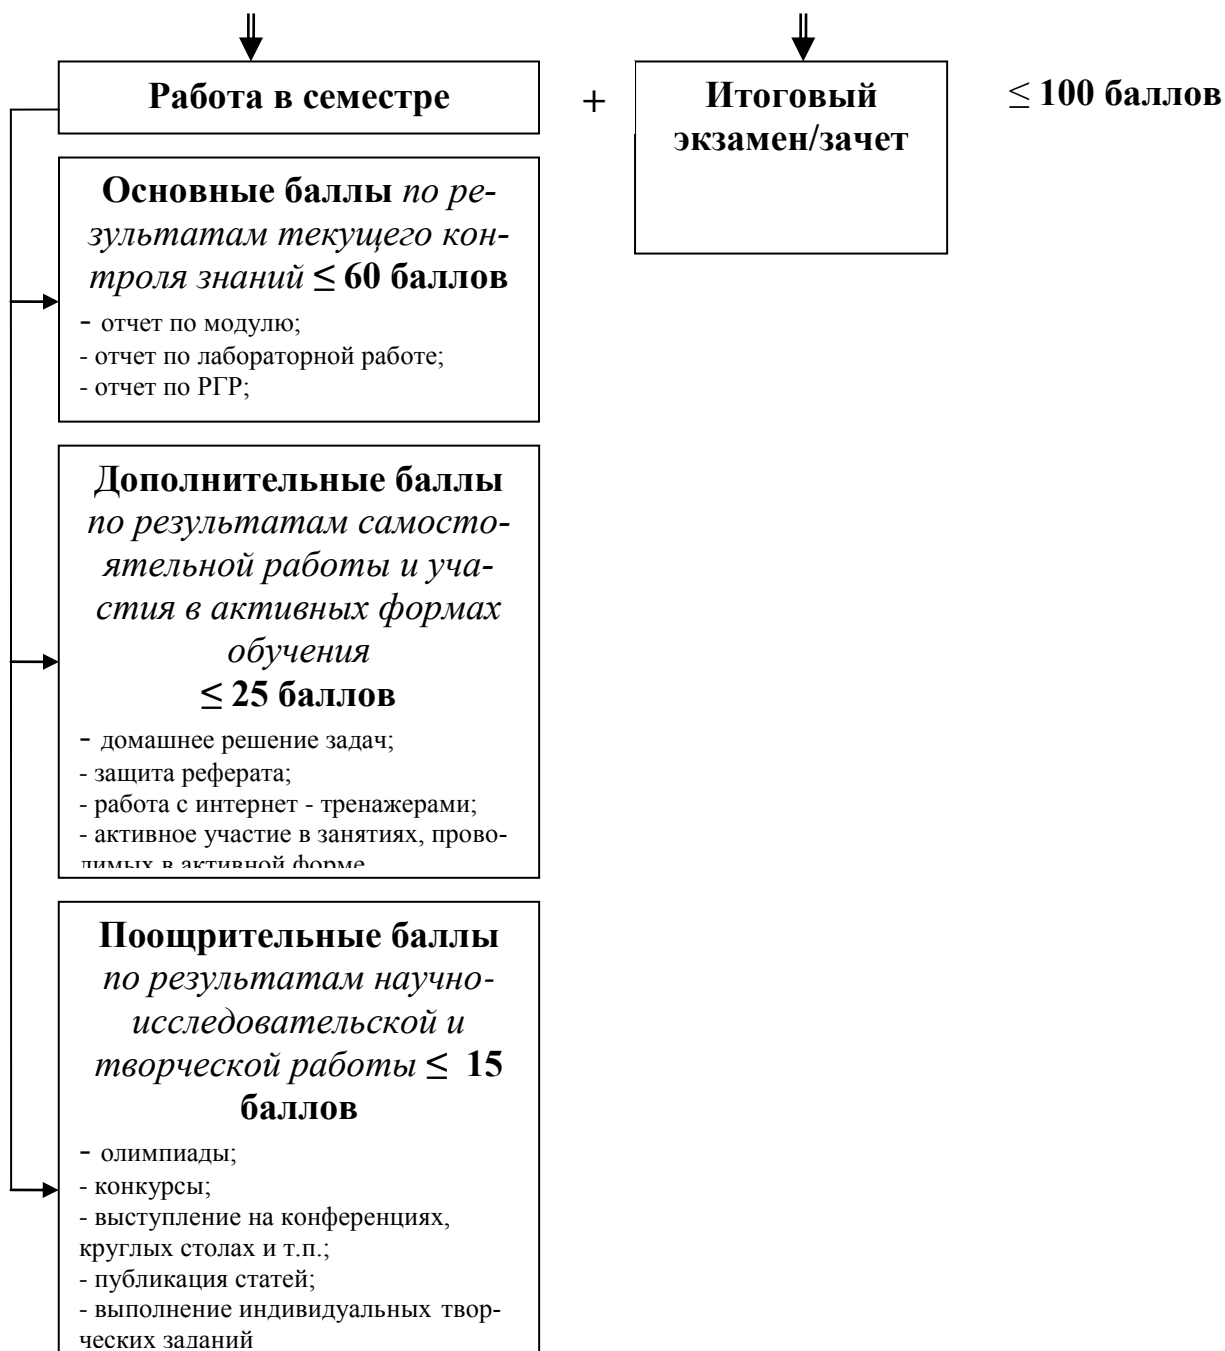 Работа в семестре
+
Итоговый
экзамен/зачет
≤ 100 баллов
Основные баллы по ре-
зультатам текущего кон-
троля знаний ≤ 60 баллов
- отчет по модулю;
- отчет по лабораторной работе;
- отчет по РГР;
Дополнительные баллы
по результатам самосто-
ятельной работы и уча-
стия в активных формах
обучения
≤ 25 баллов
- домашнее решение задач;
- защита реферата;
- работа с интернет - тренажерами;
- активное участие в занятиях, прово-
димых в активной форме
Поощрительные баллы
по результатам научно-
исследовательской и
творческой работы ≤ 15
баллов
- олимпиады;
- конкурсы;
- выступление на конференциях,
круглых столах и т.п.;
- публикация статей;
- выполнение индивидуальных твор-
ческих заданий